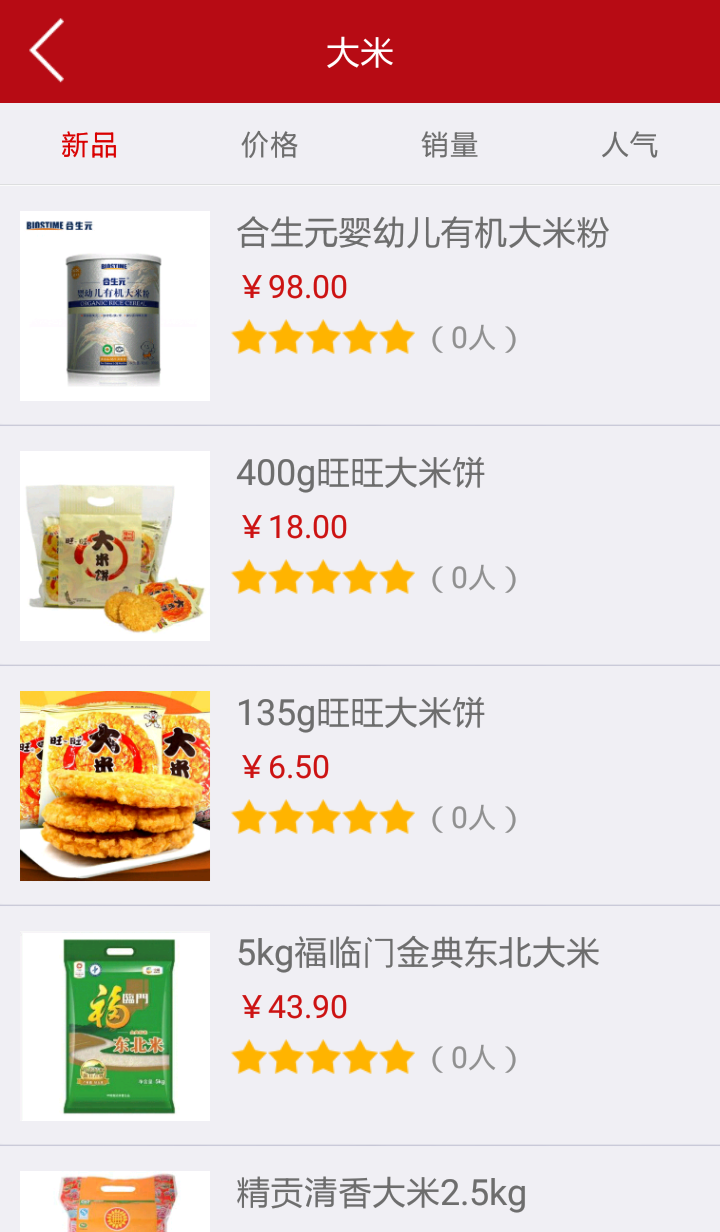 大米
新品 价格 销量 人气
BIOSTIME 合生元
BIOSTIME
合生元
婴幼儿有机大米粉
ORGANIC RICE CEREAL
合生元婴幼儿有机大米粉
￥98.00
（0人）
旺·旺
大米饼
400g旺旺大米饼
￥18.00
（0人）
旺·旺
大米
大米
135g旺旺大米饼
￥6.50
（0人）
福临門
东北米
5kg
5kg福临门金典东北大米
￥43.90
（0人）
精贡清香大米2.5kg